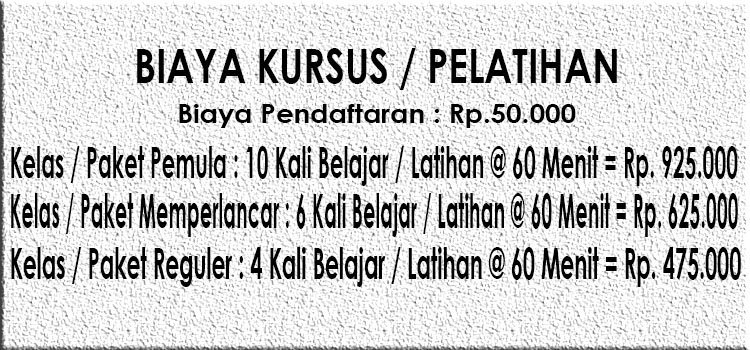 BIAYA KURSUS / PELATIHAN
Biaya Pendaftaran : Rp.50.000
Kelas / Paket Pemula : 10 Kali Belajar / Latihan @ 60 Menit = Rp. 925.000
Kelas / Paket Memperlancar : 6 Kali Belajar / Latihan @ 60 Menit = Rp. 625.000
Kelas / Paket Reguler : 4 Kali Belajar / Latihan @ 60 Menit = Rp. 475.000